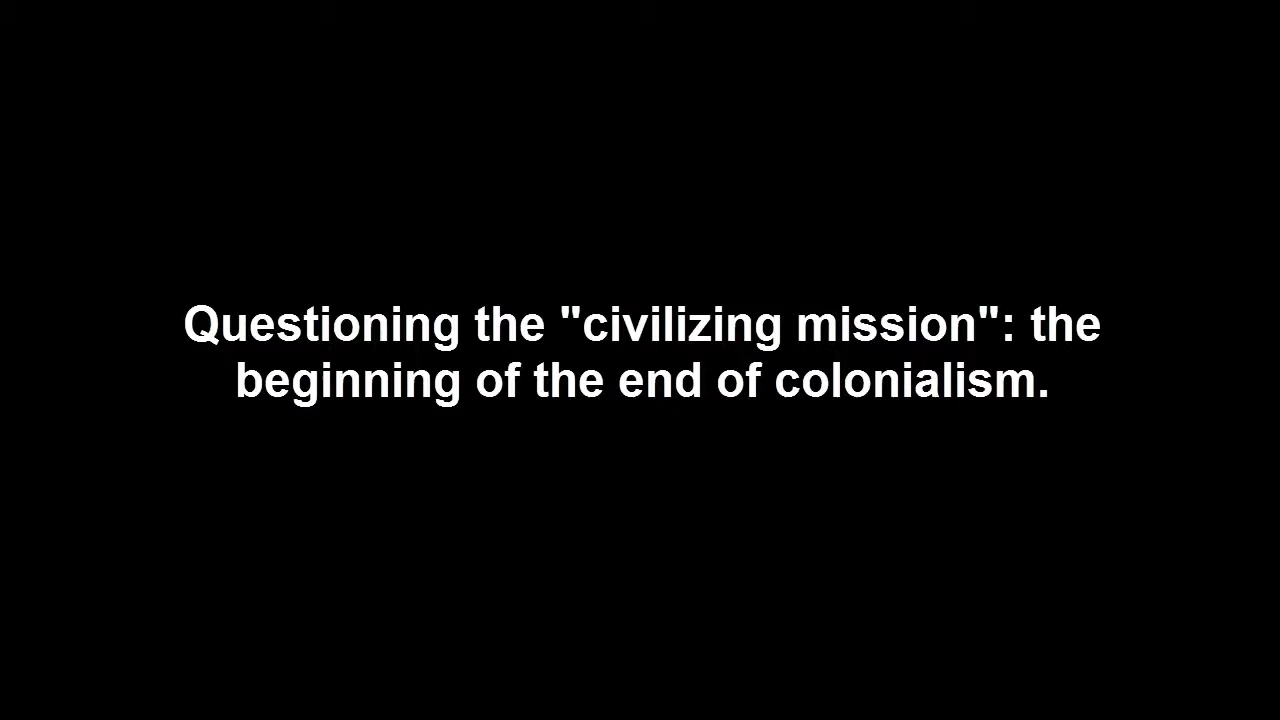 Questioning the "civilizing mission": the
beginning of the end of colonialism.